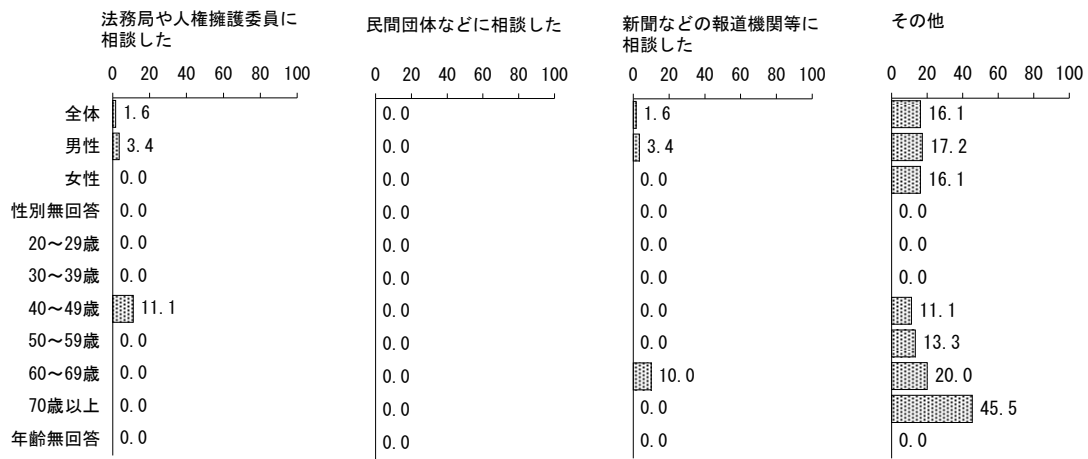 法務局や人権擁護委員に
相談した
民間団体などに相談した
新聞などの報道機関等に
相談した
その他
0 20 40 60 80 100 0 20 40 60 80 100 0 20 40 60 80 100 0 20 40 60 80 100
全体 1.6 0.0 1.6 16.1
男性 3.4 0.0 3.4 17.2
女性 0.0 0.0 0.0 16.1
性別無回答 0.0 0.0 0.0 0.0
20～29歳 0.0 0.0 0.0 0.0
30～39歳 0.0 0.0 0.0 0.0
40～49歳 11.1 0.0 0.0 11.1
50～59歳 0.0 0.0 0.0 13.3
60～69歳 0.0 0.0 10.0 20.0
70歳以上 0.0 0.0 0.0 45.5
年齢無回答 0.0 0.0 0.0 0.0